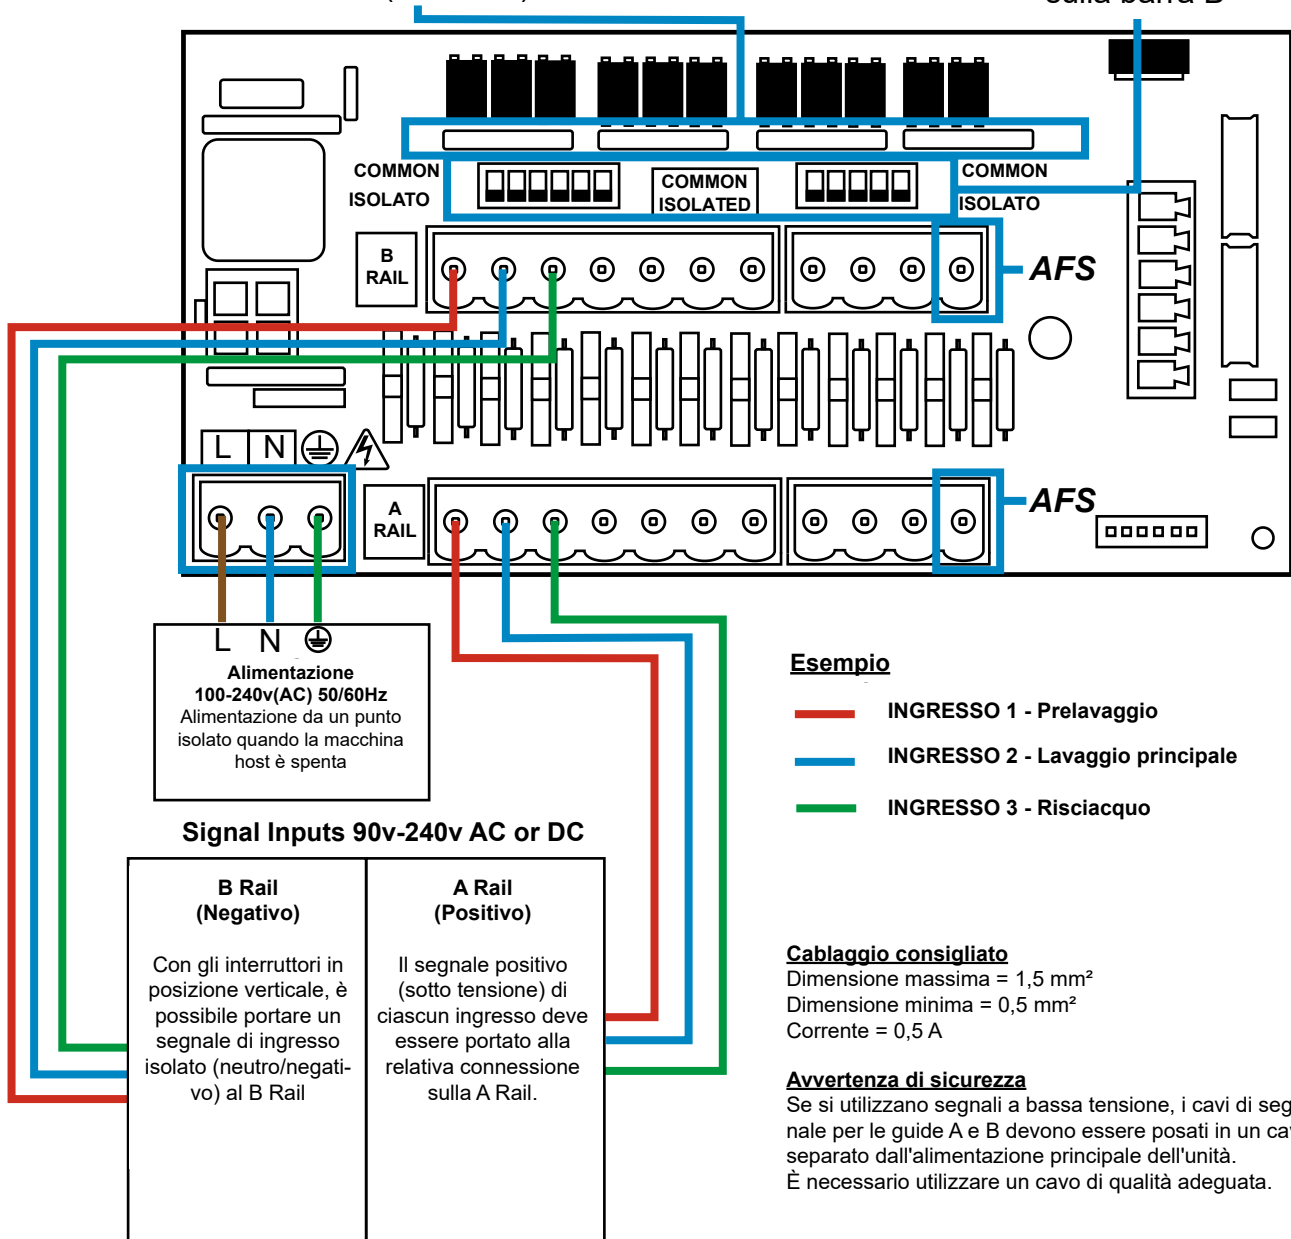 sulla barra B
COMMON
ISOLATO
COMMON
ISOLATED
COMMON
ISOLATO
B
RAIL
AFS
L N
A
RAIL
AFS
L N
Alimentazione
100-240v(AC) 50/60Hz
Alimentazione da un punto
isolato quando la macchina
host è spenta
Esempio
INGRESSO 1 - Prelavaggio
INGRESSO 2 - Lavaggio principale
INGRESSO 3 - Risciacquo
Signal Inputs 90v-240v AC or DC
B Rail
(Negativo)
Con gli interruttori in
posizione verticale, è
possibile portare un
segnale di ingresso
isolato (neutro/negati-
vo) al B Rail
A Rail
(Positivo)
Il segnale positivo
(sotto tensione) di
ciascun ingresso deve
essere portato alla
relativa connessione
sulla A Rail.
Cablaggio consigliato
Dimensione massima = 1,5 mm²
Dimensione minima = 0,5 mm²
Corrente = 0,5 A
Avvertenza di sicurezza
Se si utilizzano segnali a bassa tensione, i cavi di seg
nale per le guide A e B devono essere posati in un cav
separato dall'alimentazione principale dell'unità.
È necessario utilizzare un cavo di qualità adeguata.